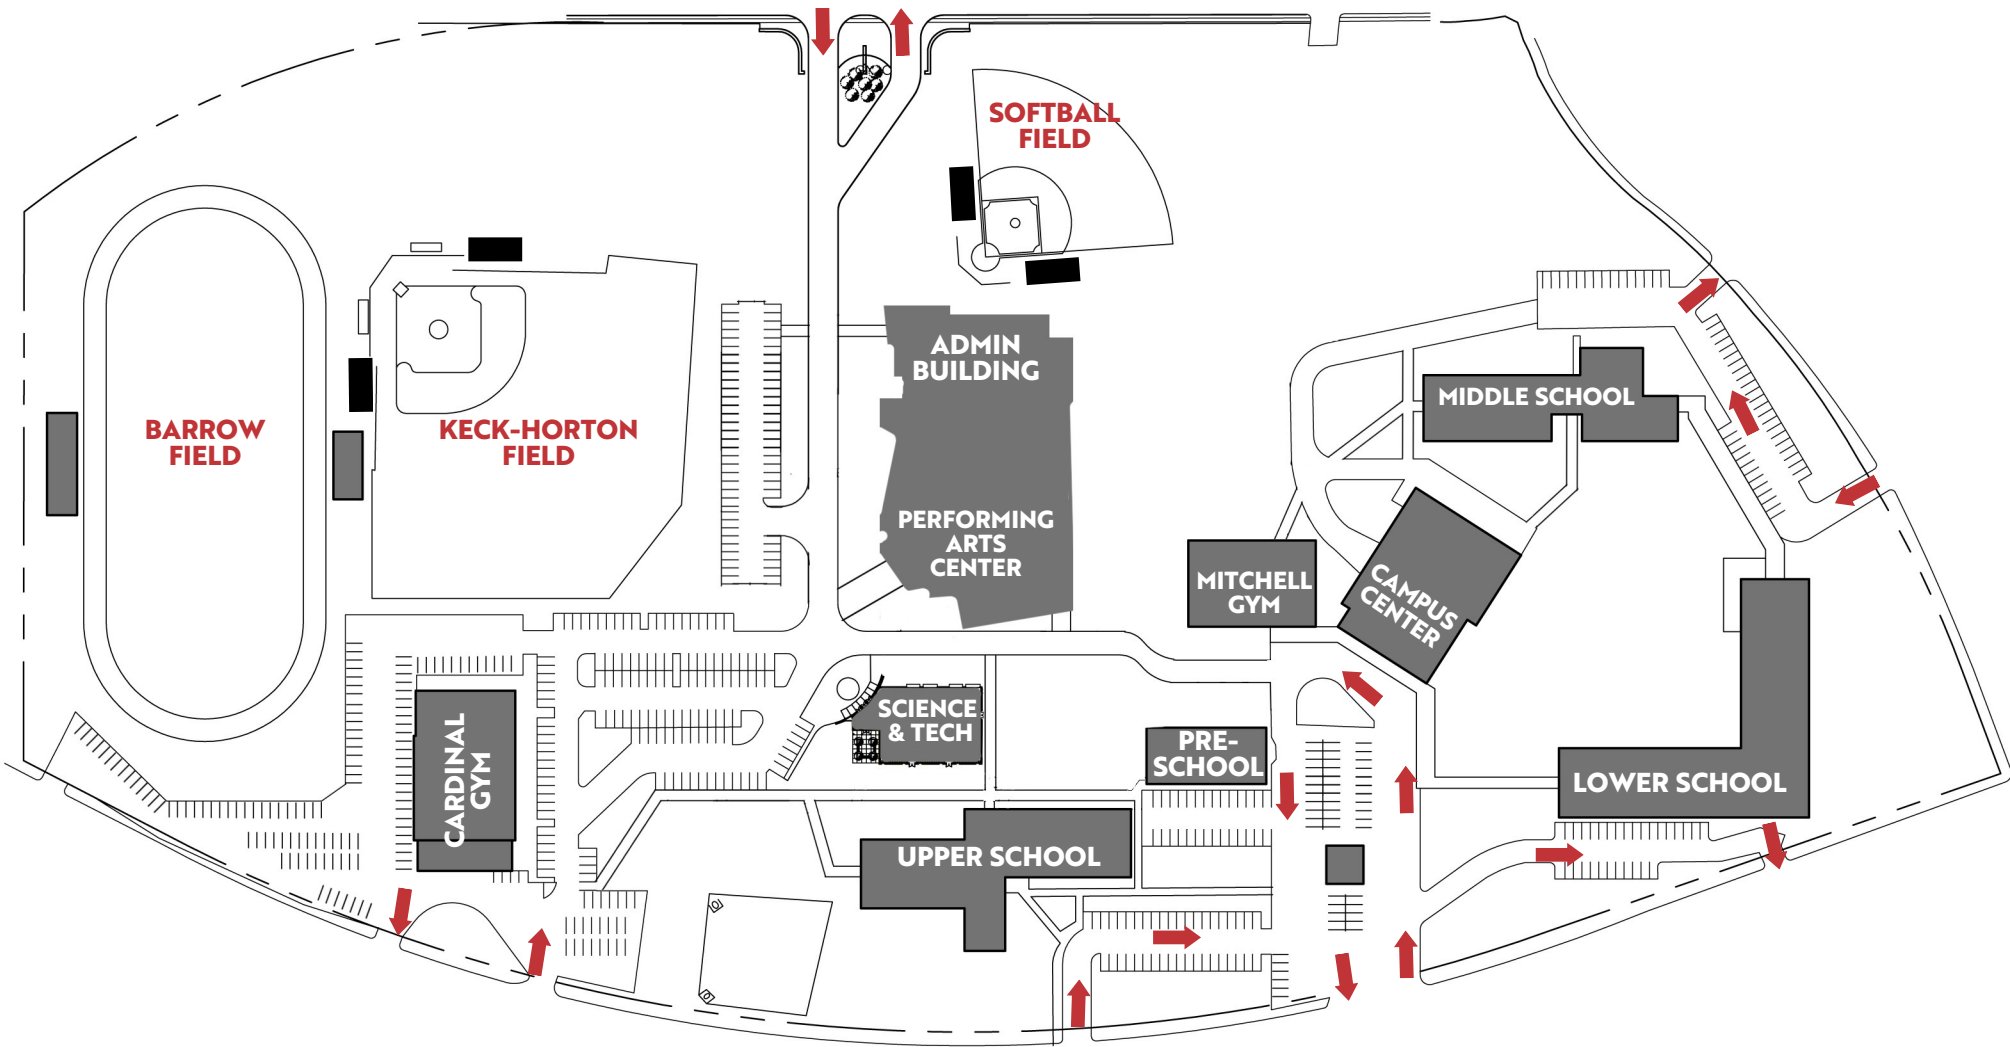 SOFTBALL
FIELD
ADMIN
BUILDING
MIDDLE SCHOOL
BARROW
FIELD
KECK-HORTON
FIELD
PERFORMING
ARTS
CENTER
MITCHELL
GYM
CAMPUS
CENTER
SCIENCE
& TECH
PRE-
SCHOOL
LOWER SCHOOL
CARDINAL
GYM
UPPER SCHOOL